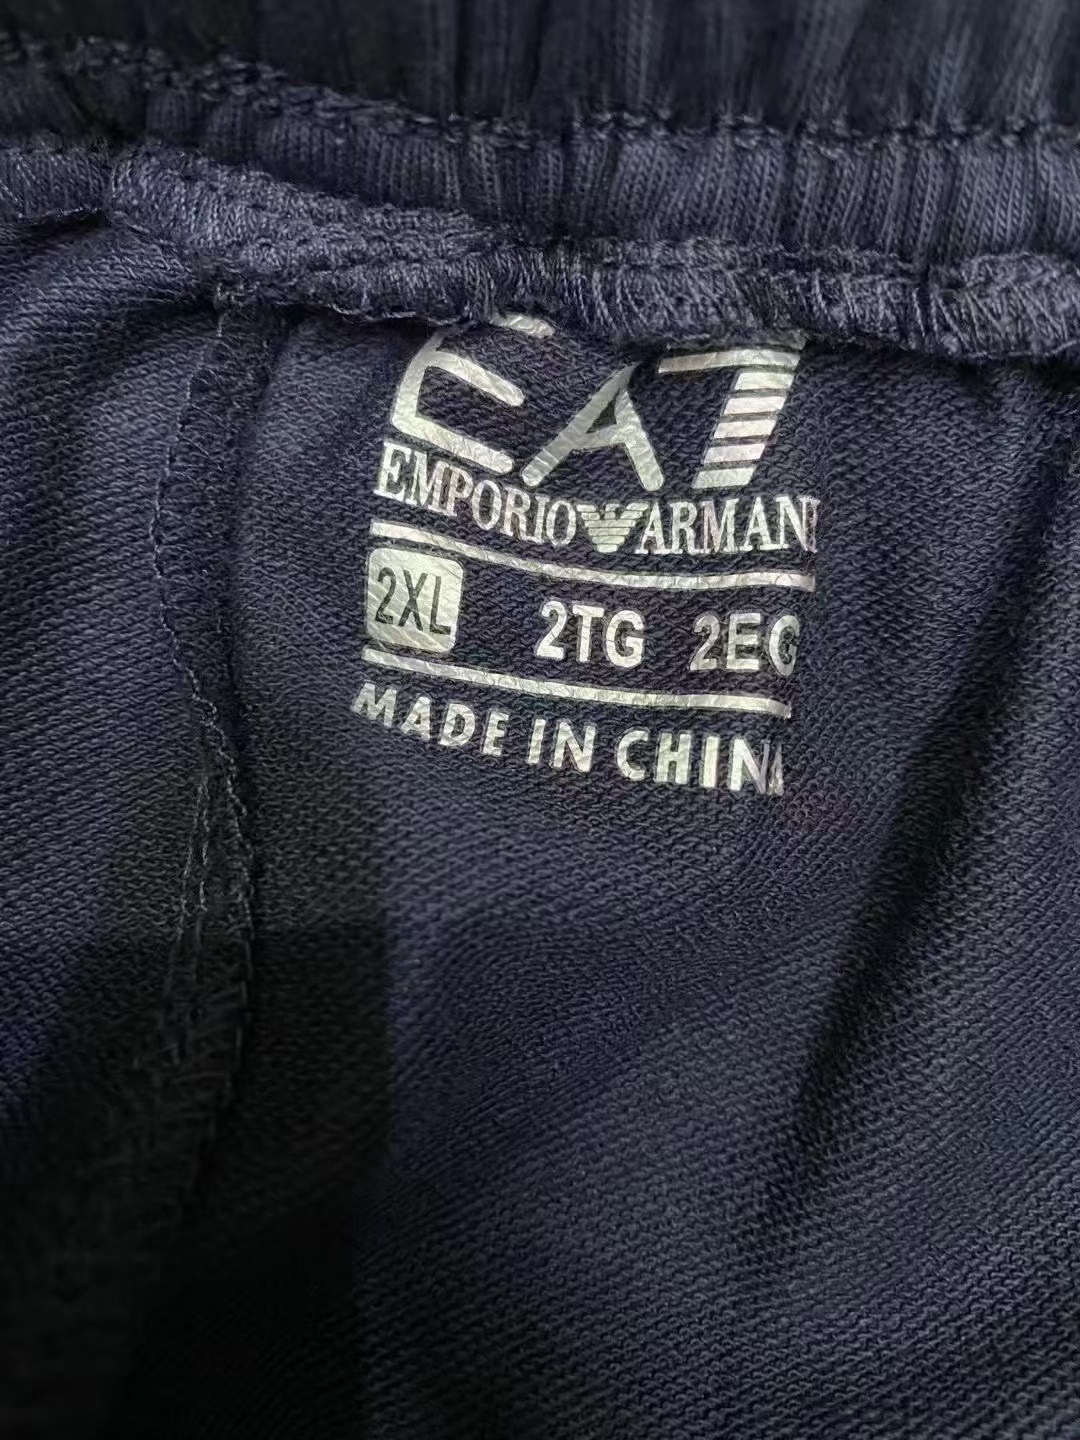 EA7
EMPORIO ARMANI
2XL 2TG 2EG
MADE IN CHINA